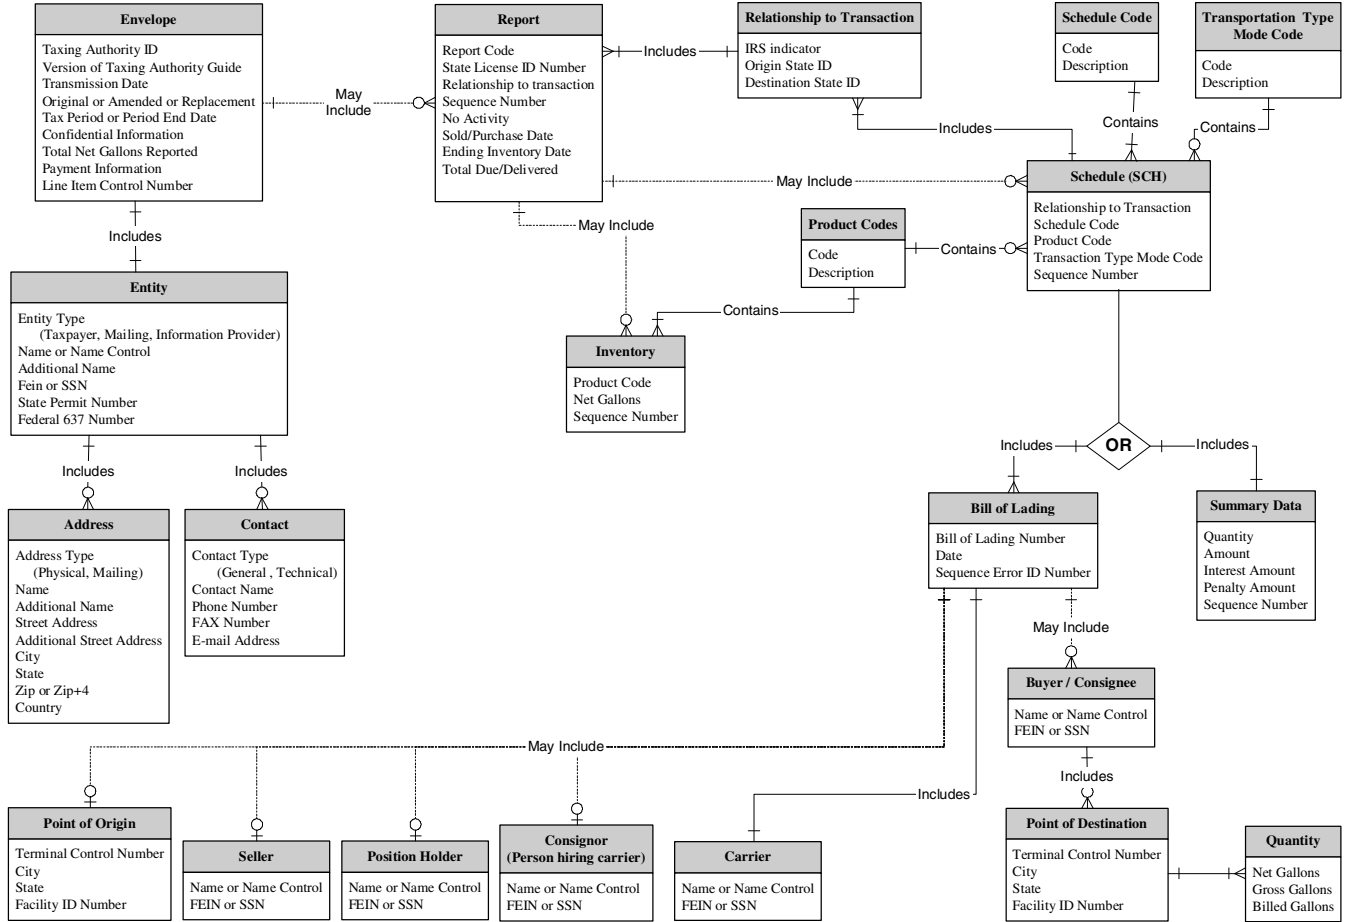 Envelope
Taxing Authority ID
Version of Taxing Authority Guide
Transmission Date
Original or Amended or Replacement
Tax Period or Period End Date
Confidential Information
Total Net Gallons Reported
Payment Information
Line Item Control Number
May
Include
Report
Report Code
State License ID Number
Relationship to transaction
Sequence Number
No Activity
Sold/Purchase Date
Ending Inventory Date
Total Due/Delivered
Includes
Relationship to Transaction
IRS indicator
Origin State ID
Destination State ID
Includes
Schedule Code
Code
Description
Contains
Transportation Type
Mode Code
Code
Description
Contains
May Include
Schedule (SCH)
Relationship to Transaction
Schedule Code
Product Code
Transaction Type Mode Code
Sequence Number
May Include
Product Codes
Code
Description
Contains
Contains
Includes
Entity
Entity Type
(Taxpayer, Mailing, Information Provider)
Name or Name Control
Additional Name
Fein or SSN
State Permit Number
Federal 637 Number
Inventory
Product Code
Net Gallons
Sequence Number
Includes
Includes
Includes
OR
Includes
Address
Address Type
(Physical, Mailing)
Name
Additional Name
Street Address
Additional Street Address
City
State
Zip or Zip+4
Country
Contact
Contact Type
(General , Technical)
Contact Name
Phone Number
FAX Number
E-mail Address
Bill of Lading
Bill of Lading Number
Date
Sequence Error ID Number
Summary Data
Quantity
Amount
Interest Amount
Penalty Amount
Sequence Number
May Include
Buyer / Consignee
Name or Name Control
FEIN or SSN
May Include
Includes
Includes
Point of Origin
Terminal Control Number
City
State
Facility ID Number
Seller
Name or Name Control
FEIN or SSN
Position Holder
Name or Name Control
FEIN or SSN
Consignor
(Person hiring carrier)
Name or Name Control
FEIN or SSN
Carrier
Name or Name Control
FEIN or SSN
Point of Destination
Terminal Control Number
City
State
Facility ID Number
Quantity
Net Gallons
Gross Gallons
Billed Gallons